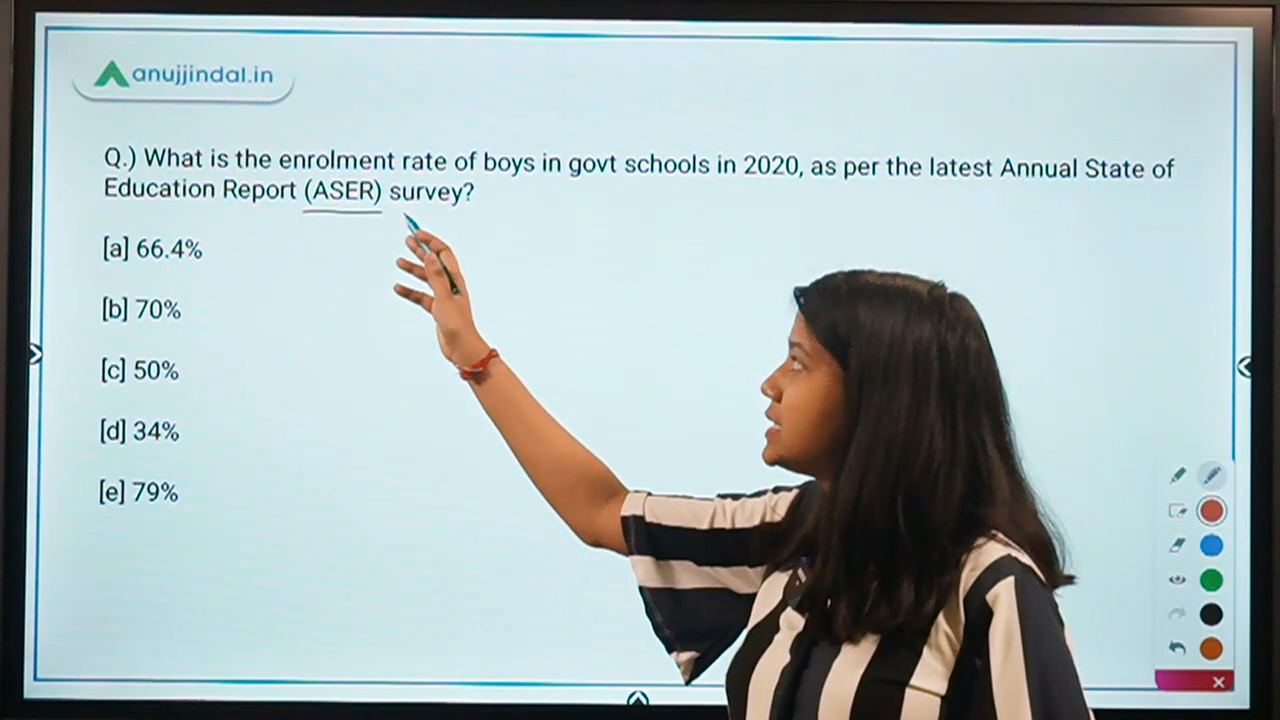 anujjindal.in
Q.) What is the enrolment rate of boys in govt schools in 2020, as per the latest Annual State of
Education Report (ASER) survey?
[a] 66.4%
[b] 70%
[c] 50%
[d] 34%
[e] 79%